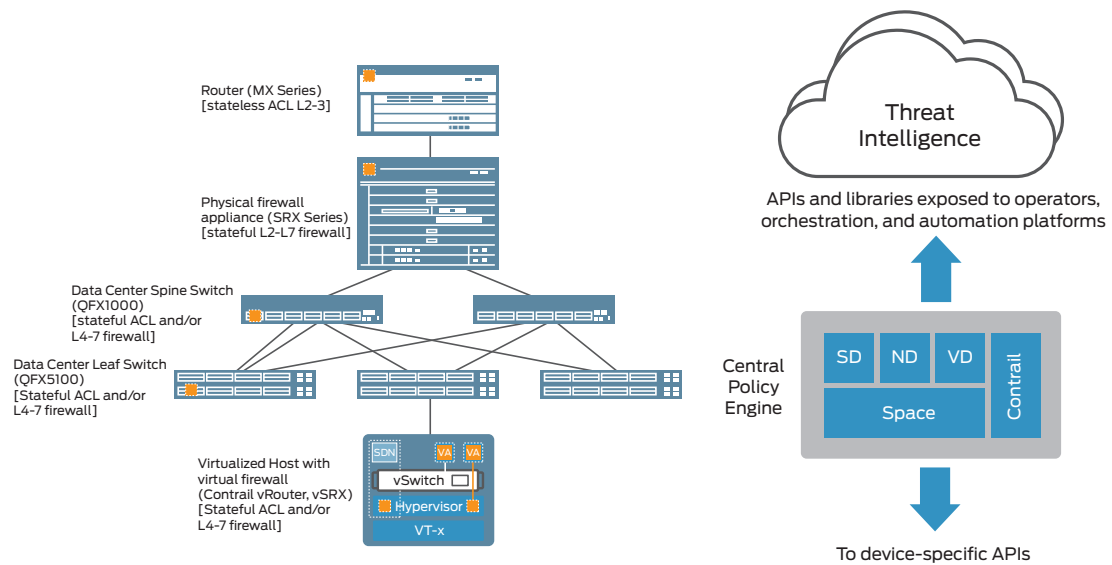 Router (MX Series)
[stateless ACL L2-3]
Physical firewall
appliance (SRX Series)
[stateful L2-L7 firewall]
Data Center Spine Switch
(QFX1000)
[stateful ACL and/or
L4-7 firewall]
Data Center Leaf Switch
(QFX5100)
[Stateful ACL and/or
L4-7 firewall]
Virtualized Host with
virtual firewall
(Contrail vRouter, vSRX)
[Stateful ACL and/or
L4-7 firewall]
SDN
VA
VA
vSwitch
Hypervisor
VT-x
Threat
Intelligence
APIs and libraries exposed to operators,
orchestration, and automation platforms
Central
Policy
Engine
SD
ND
VD
Space
Contrail
To device-specific APIs